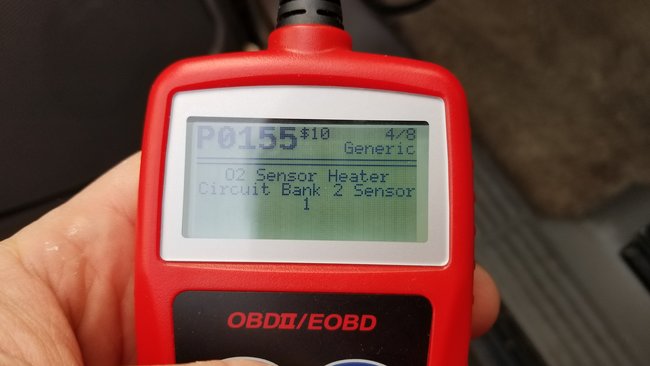 P0155 $10 4/8
Generic
O2 Sensor Heater
Circuit Bank 2 Sensor
1
OBDII/EOBD